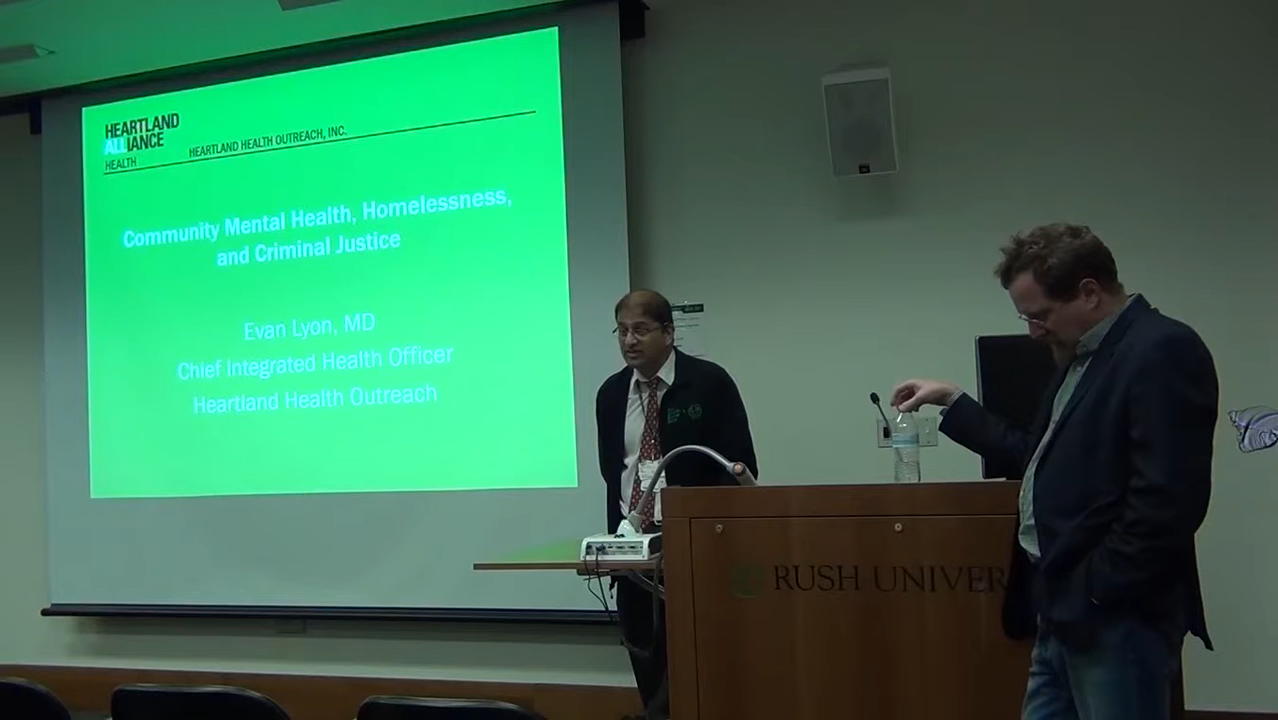 HEARTLAND
ALLIANCE
HEALTH
HEARTLAND HEALTH OUTREACH, INC.
Community Mental Health, Homelessness,
and Criminal Justice
Evan Lyon, MD
Chief Integrated Health Officer
Heartland Health Outreach
RUSH UNIVER